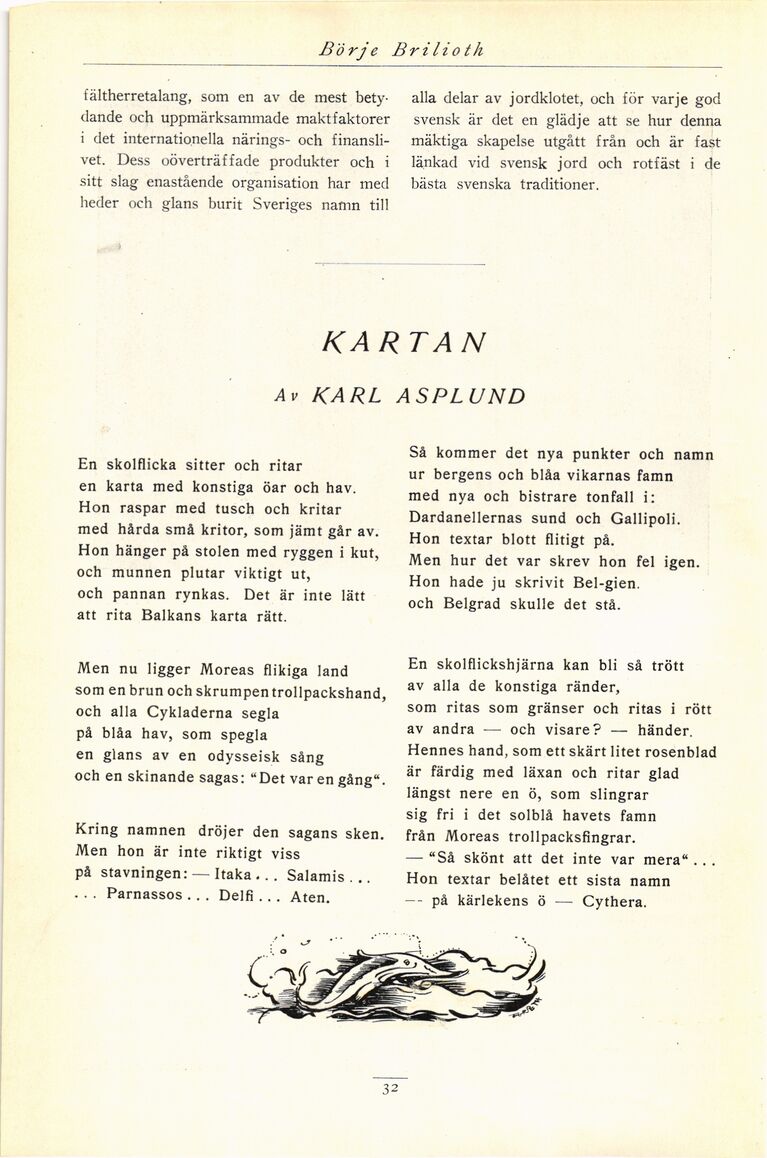 Börje Brilioth
fältherretalang, som en av de mest bety-
dande och uppmärksammade maktfaktorer
i det internationella närings- och finansli-
vet. Dess oöverträffade produkter och i
sitt slag enastående organisation har med
heder och glans burit Sveriges namn till
alla delar av jordklotet, och för varje god
svensk är det en glädje att se hur denna
mäktiga skapelse utgått från och är fast
länkad vid svensk jord och rotfäst i de
bästa svenska traditioner.
KARTAN
Av KARL ASPLUND
En skolflicka sitter och ritar
en karta med konstiga öar och hav.
Hon raspar med tusch och kritar
med hårda små kritor, som jämt går av.
Hon hänger på stolen med ryggen i kut,
och munnen plutar viktigt ut,
och pannan rynkas. Det är inte lätt
att rita Balkans karta rätt.
Men nu ligger Moreas flikiga land
som en brun och skrumpen trollpackshand,
och alla Cykladerna segla
på blåa hav, som spegla
en glans av en odysseisk sång
och en skinande sagas: “Det var en gång“.
Kring namnen dröjer den sagans sken.
Men hon är inte riktigt viss
på stavningen: — Itaka... Salamis...
... Parnassos... Delfi... Aten.
Så kommer det nya punkter och namn
ur bergens och blåa vikarnas famn
med nya och bistrare tonfall i:
Dardanellernas sund och Gallipoli.
Hon textar blott flitigt på.
Men hur det var skrev hon fel igen.
Hon hade ju skrivit Bel-gien.
och Belgrad skulle det stå.
En skolflickshjärna kan bli så trött
av alla de konstiga ränder,
som ritas som gränser och ritas i rött
av andra — och visare? — händer.
Hennes hand, som ett skärt litet rosenblad
är färdig med läxan och ritar glad
längst nere en ö, som slingrar
sig fri i det solblå havets famn
från Moreas trollpacksfingrar.
— “Så skönt att det inte var mera“...
Hon textar belåtet ett sista namn
-- på kärlekens ö — Cythera.
32